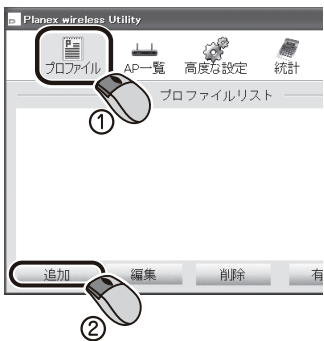 Planex wireless Utility
プロファイル AP一覧 高度な設定 統計
①
プロファイルリスト
追加 編集 削除 有
②